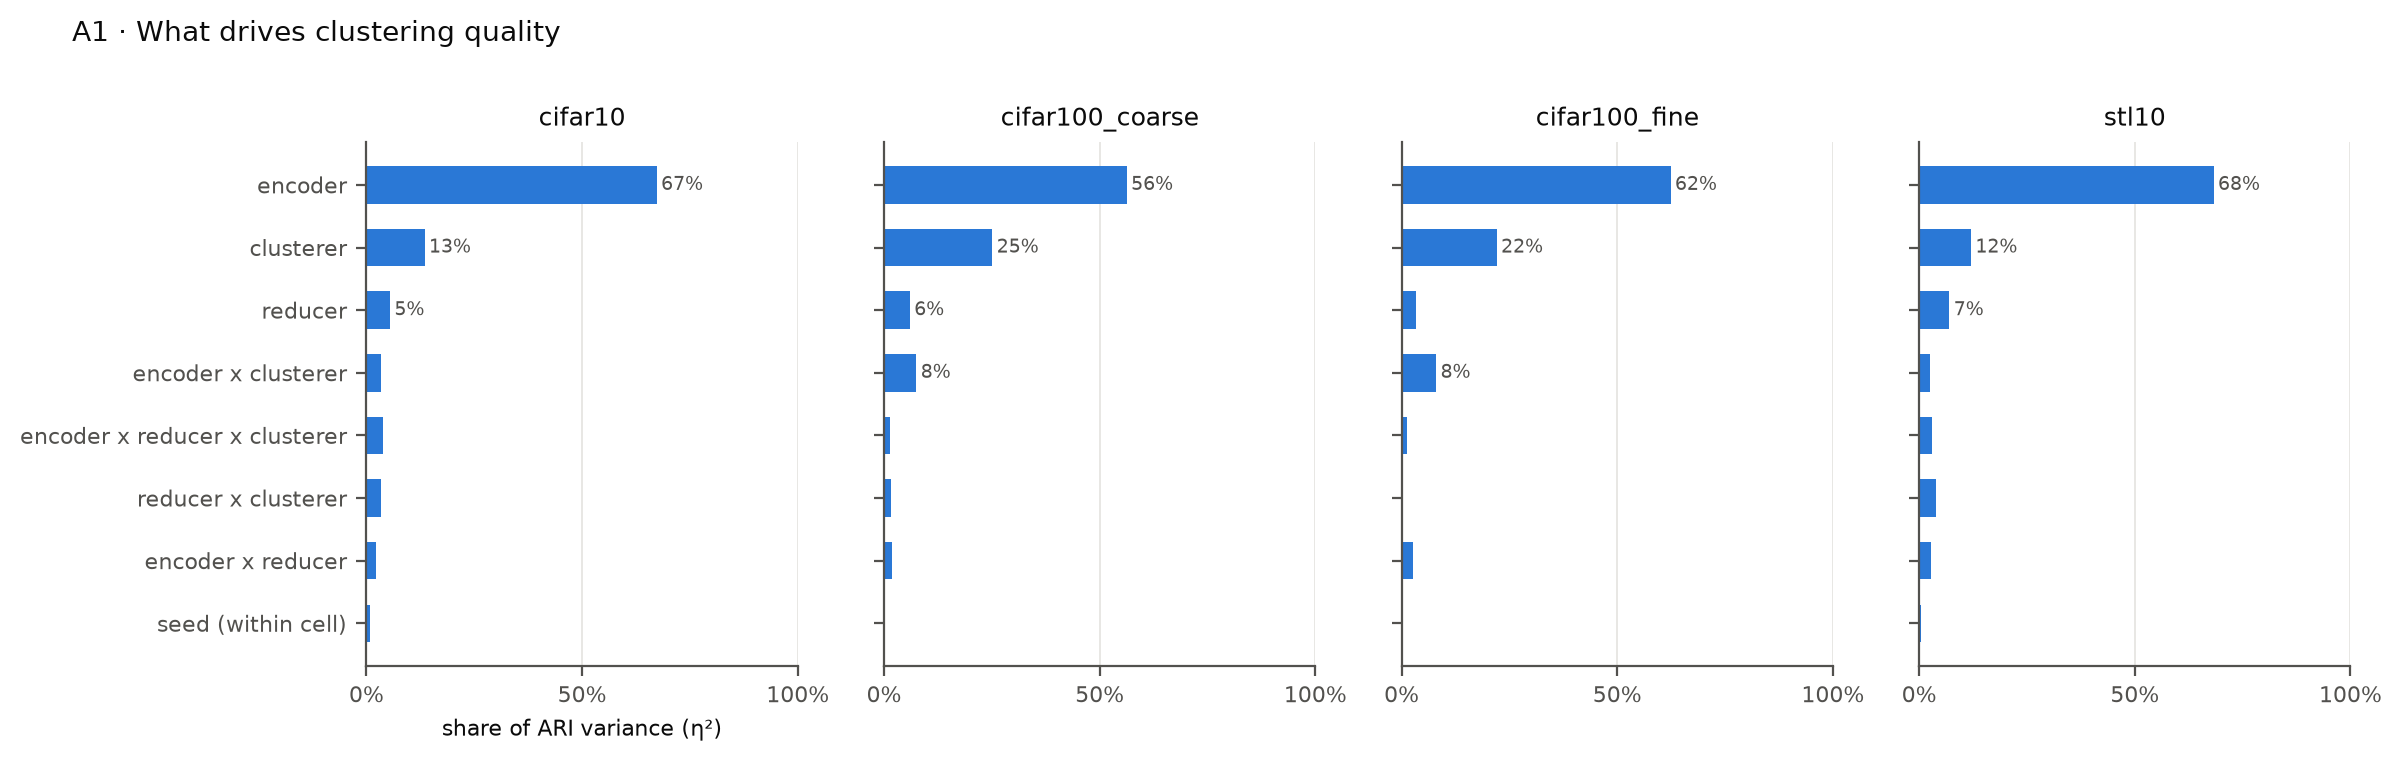 A1 · What drives clustering quality
cifar10
cifar100_coarse
cifar100_fine
stl10
encoder
67%
56%
62%
68%
clusterer
13%
25%
22%
12%
reducer
5%
6%
7%
encoder x clusterer
8%
8%
encoder x reducer x clusterer
reducer x clusterer
encoder x reducer
seed (within cell)
0% 50% 100%
0% 50% 100%
0% 50% 100%
0% 50% 100%
share of ARI variance (η²)